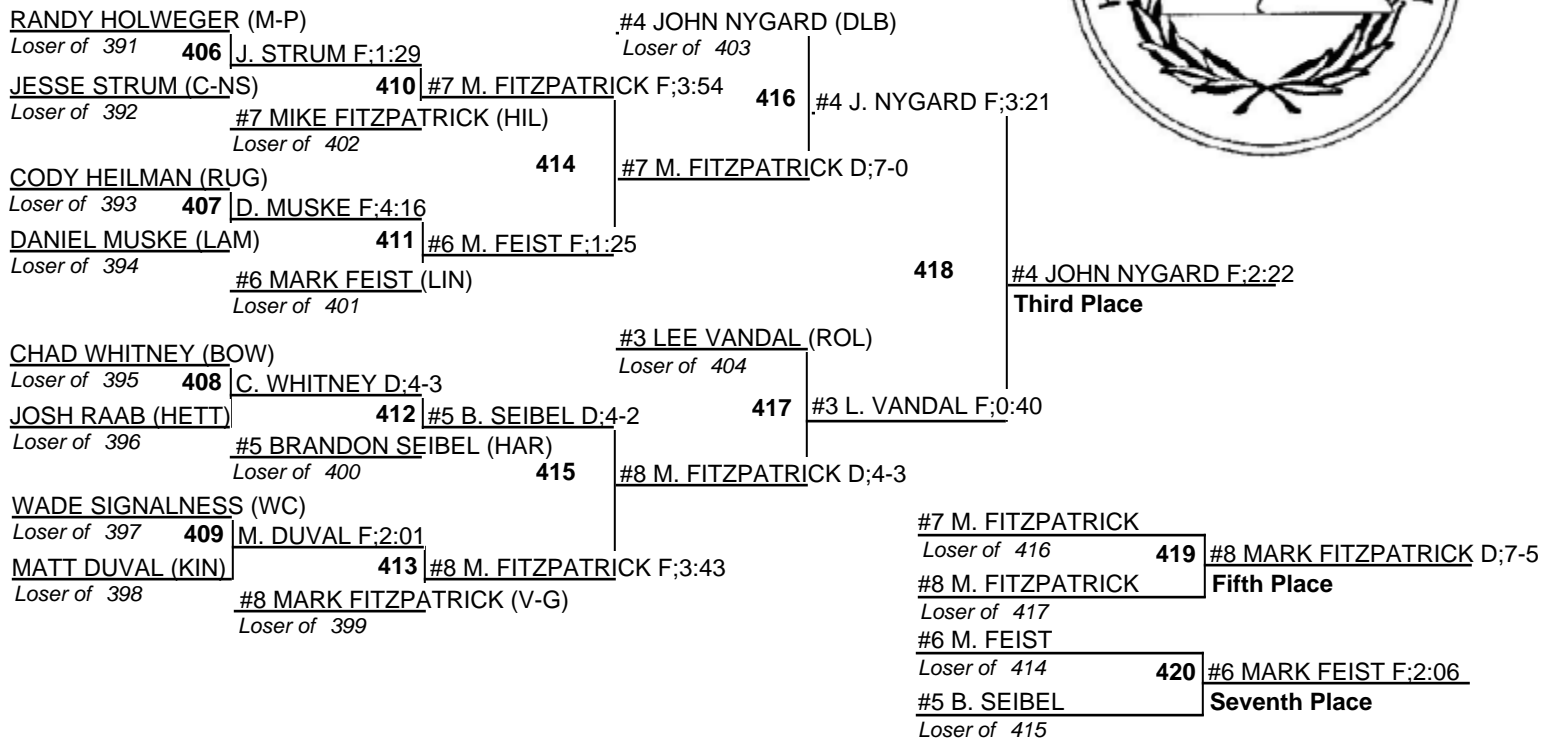 RANDY HOLWEGER (M-P)
Loser of 391
406 J. STRUM F;1:29
JESSE STRUM (C-NS)
Loser of 392
410 #7 M. FITZPATRICK F;3:54
#7 MIKE FITZPATRICK (HIL)
Loser of 402
CODY HEILMAN (RUG)
Loser of 393
407 D. MUSKE F;4:16
DANIEL MUSKE (LAM)
Loser of 394
411 #6 M. FEIST F;1:25
#6 MARK FEIST (LIN)
Loser of 401
414 #7 M. FITZPATRICK D;7-0
#4 JOHN NYGARD (DLB)
Loser of 403
416 #4 J. NYGARD F;3:21
CHAD WHITNEY (BOW)
Loser of 395
408 C. WHITNEY D;4-3
JOSH RAAB (HETT)
Loser of 396
412 #5 B. SEIBEL D;4-2
#5 BRANDON SEIBEL (HAR)
Loser of 400
WADE SIGNALNESS (WC)
Loser of 397
409 M. DUVAL F;2:01
MATT DUVAL (KIN)
Loser of 398
413 #8 M. FITZPATRICK F;3:43
#8 MARK FITZPATRICK (V-G)
Loser of 399
415 #8 M. FITZPATRICK D;4-3
#3 LEE VANDAL (ROL)
Loser of 404
417 #3 L. VANDAL F;0:40
418 #4 JOHN NYGARD F;2:22
Third Place
#7 M. FITZPATRICK
Loser of 416
419 #8 MARK FITZPATRICK D;7-5
#8 M. FITZPATRICK
Fifth Place
Loser of 417
#6 M. FEIST
Loser of 414
420 #6 MARK FEIST F;2:06
#5 B. SEIBEL
Seventh Place
Loser of 415